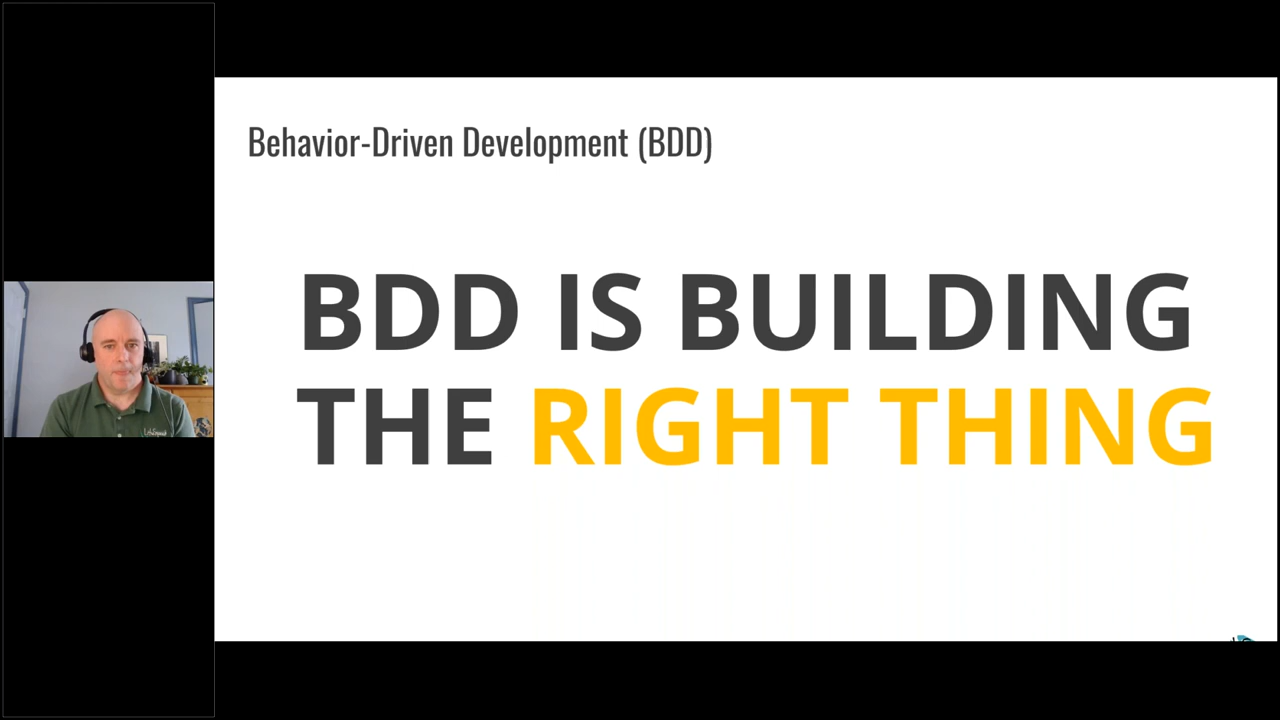 Behavior-Driven Development (BDD)
BDD IS BUILDING
THE RIGHT THING